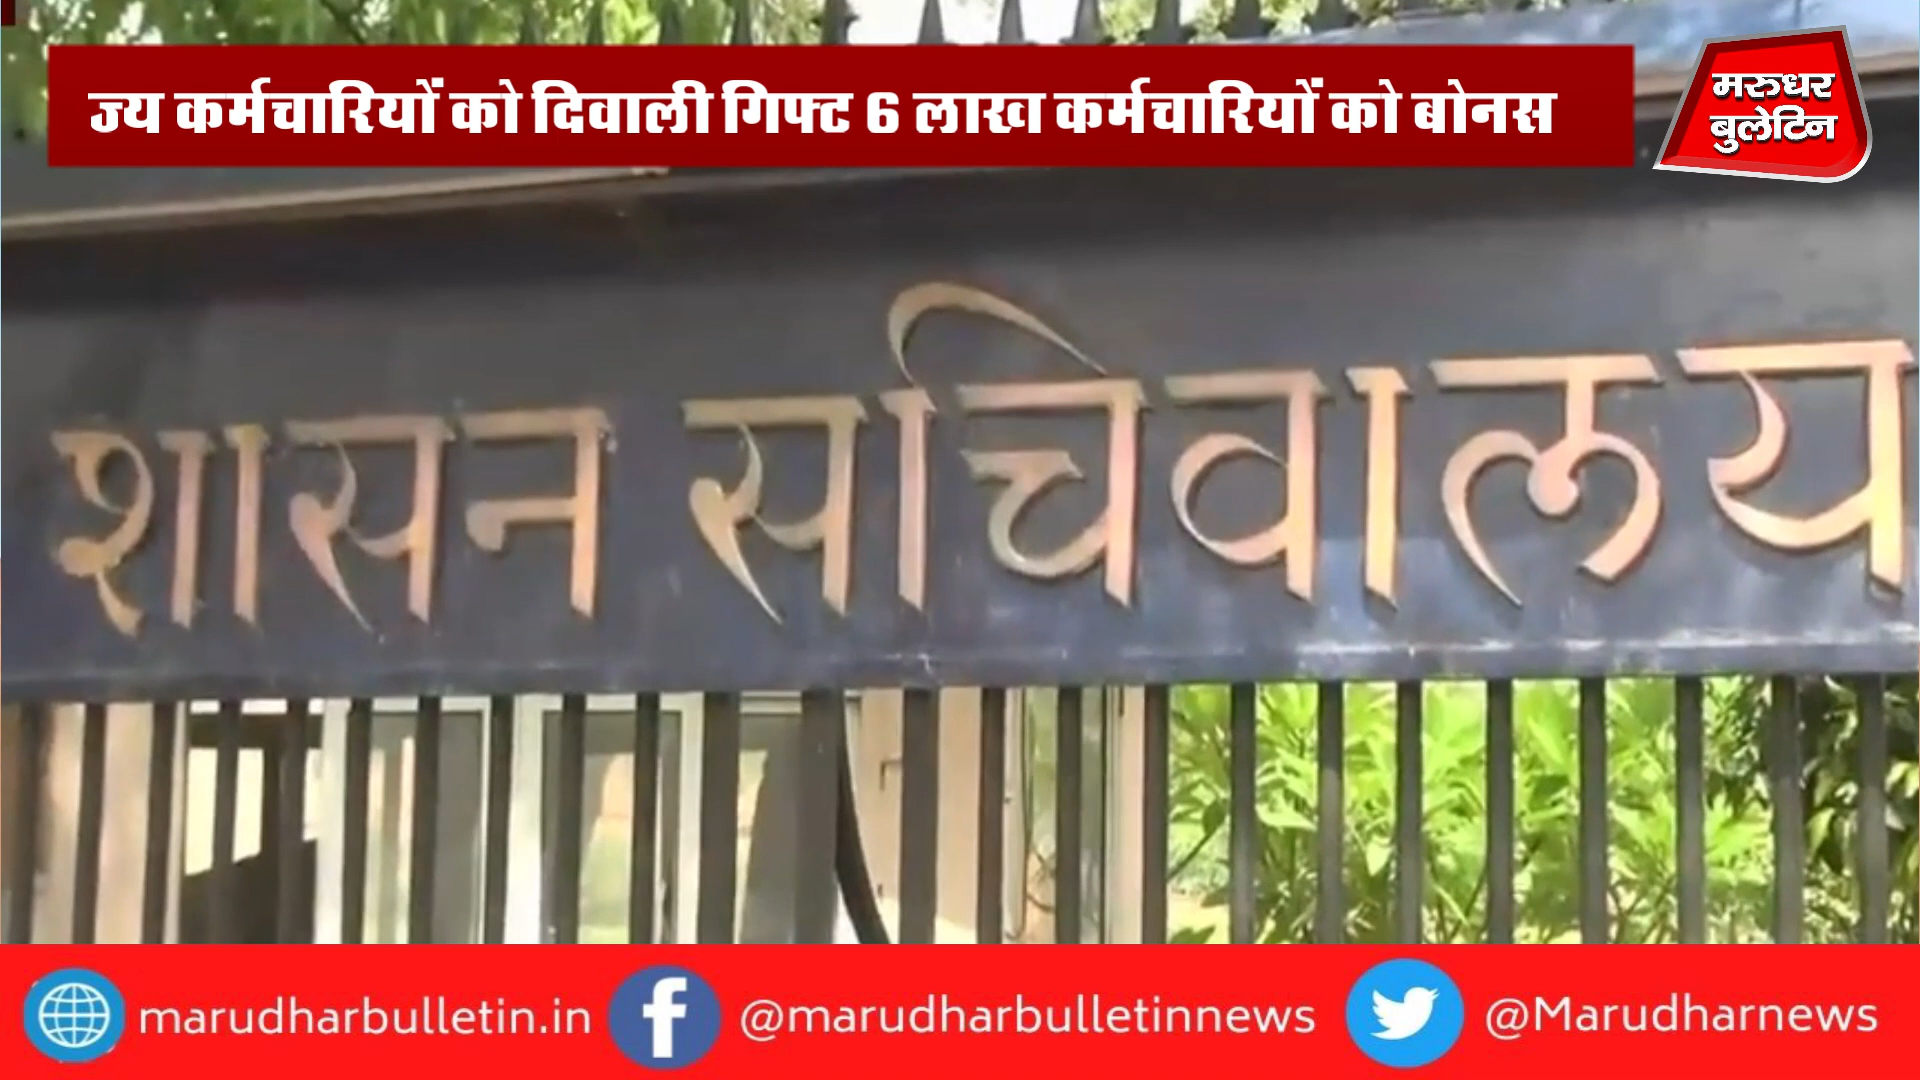 ज्य कर्मचारियों को दिवाली गिफ्ट 6 लाख कर्मचारियों को बोनस
मरुधर
बुलेटिन
शासन सचिवालय
marudharbulletin.in @marudharbulletinnews @Marudharnews